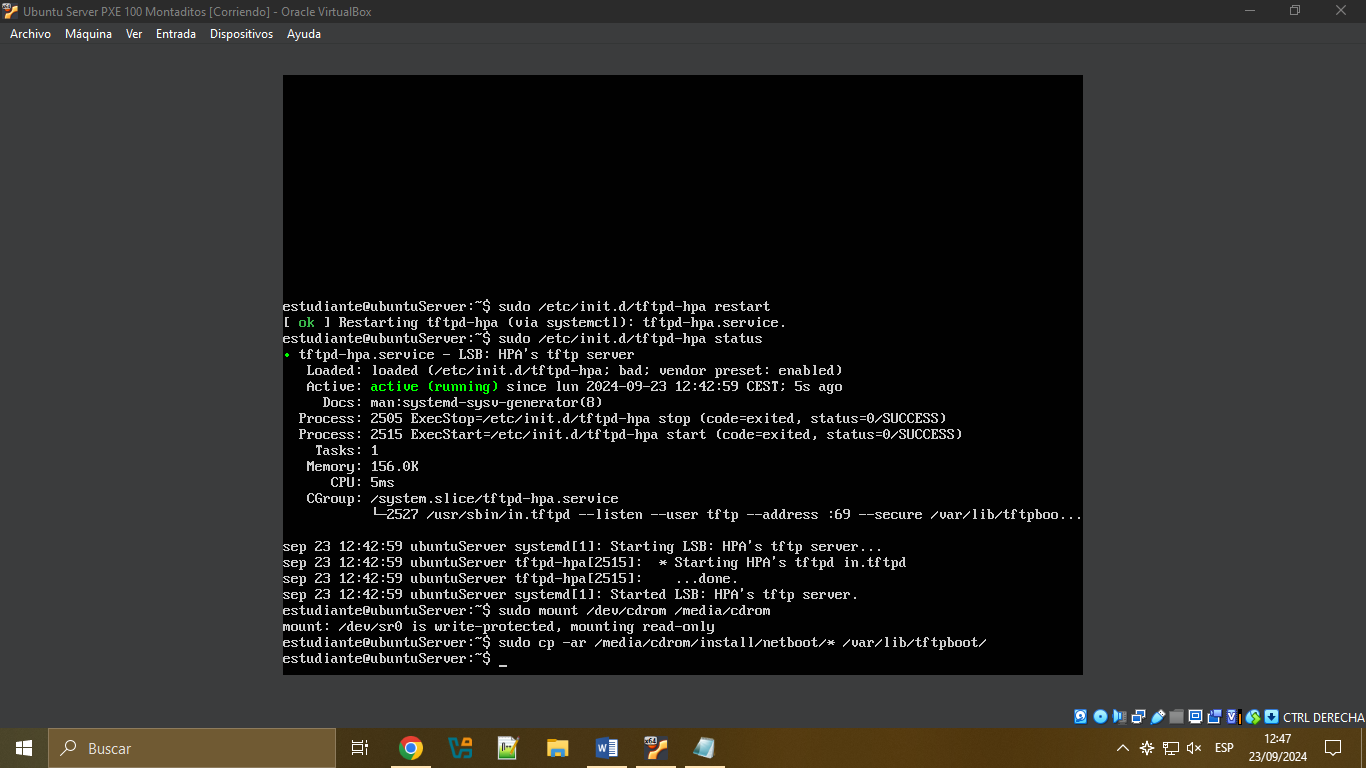 Ubuntu Server PXE 100 Montaditos [Corriendo] - Oracle VirtualBox
Archivo Máquina Ver Entrada Dispositivos Ayuda
estudiante@ubuntuServer:~$ sudo /etc/init.d/tftpd-hpa restart
[ ok ] Restarting tftpd-hpa (via systemctl): tftpd-hpa.service.
estudiante@ubuntuServer:~$ sudo /etc/init.d/tftpd-hpa status
• tftpd-hpa.service - LSB: HPA's tftp server
Loaded: loaded (/etc/init.d/tftpd-hpa; bad; vendor preset: enabled)
Active: active (running) since lun 2024-09-23 12:42:59 CEST; 5s ago
Docs: man:systemd-sysv-generator(8)
Process: 2505 ExecStop=/etc/init.d/tftpd-hpa stop (code=exited, status=0/SUCCESS)
Process: 2515 ExecStart=/etc/init.d/tftpd-hpa start (code=exited, status=0/SUCCESS)
Tasks: 1
Memory: 156.0K
CPU: 5ms
CGroup: /system.slice/tftpd-hpa.service
└─2527 /usr/sbin/in.tftpd --listen --user tftp --address :69 --secure /var/lib/tftpboo...
sep 23 12:42:59 ubuntuServer systemd[1]: Starting LSB: HPA's tftp server...
sep 23 12:42:59 ubuntuServer tftpd-hpa[2515]:  * Starting HPA's tftpd in.tftpd
sep 23 12:42:59 ubuntuServer tftpd-hpa[2515]:    ...done.
sep 23 12:42:59 ubuntuServer systemd[1]: Started LSB: HPA's tftp server.
estudiante@ubuntuServer:~$ sudo mount /dev/cdrom /media/cdrom
mount: /dev/sr0 is write-protected, mounting read-only
estudiante@ubuntuServer:~$ sudo cp -ar /media/cdrom/install/netboot/* /var/lib/tftpboot/
estudiante@ubuntuServer:~$ _
CTRL DERECHA
Buscar
ESP
12:47
23/09/2024